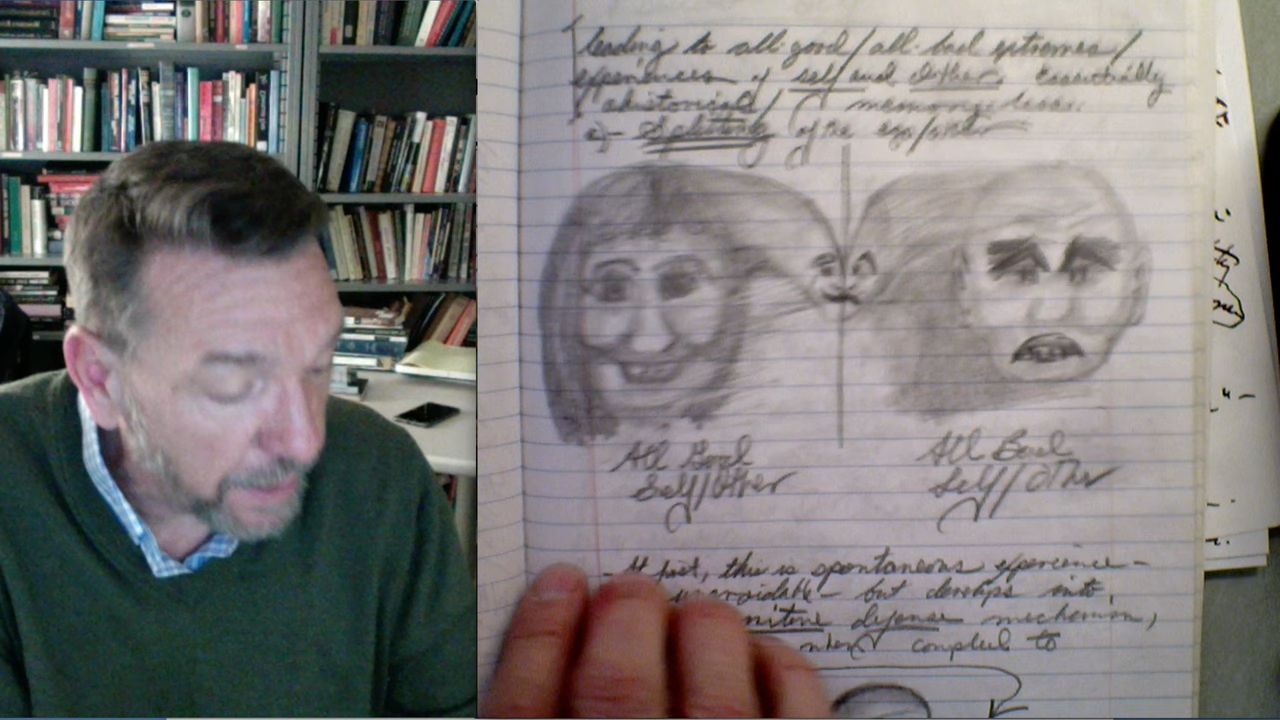 leading to all-good/all-bad extremes/
experiences of self and other. Essentially
ahistorical/ memoryless.
a)- Splitting of the ego/other
All Good
Self/Other
All Bad
Self/Other
- At first, this is spontaneous experience -
unavoidable - but develops into
defense mechanism,
when compelled to